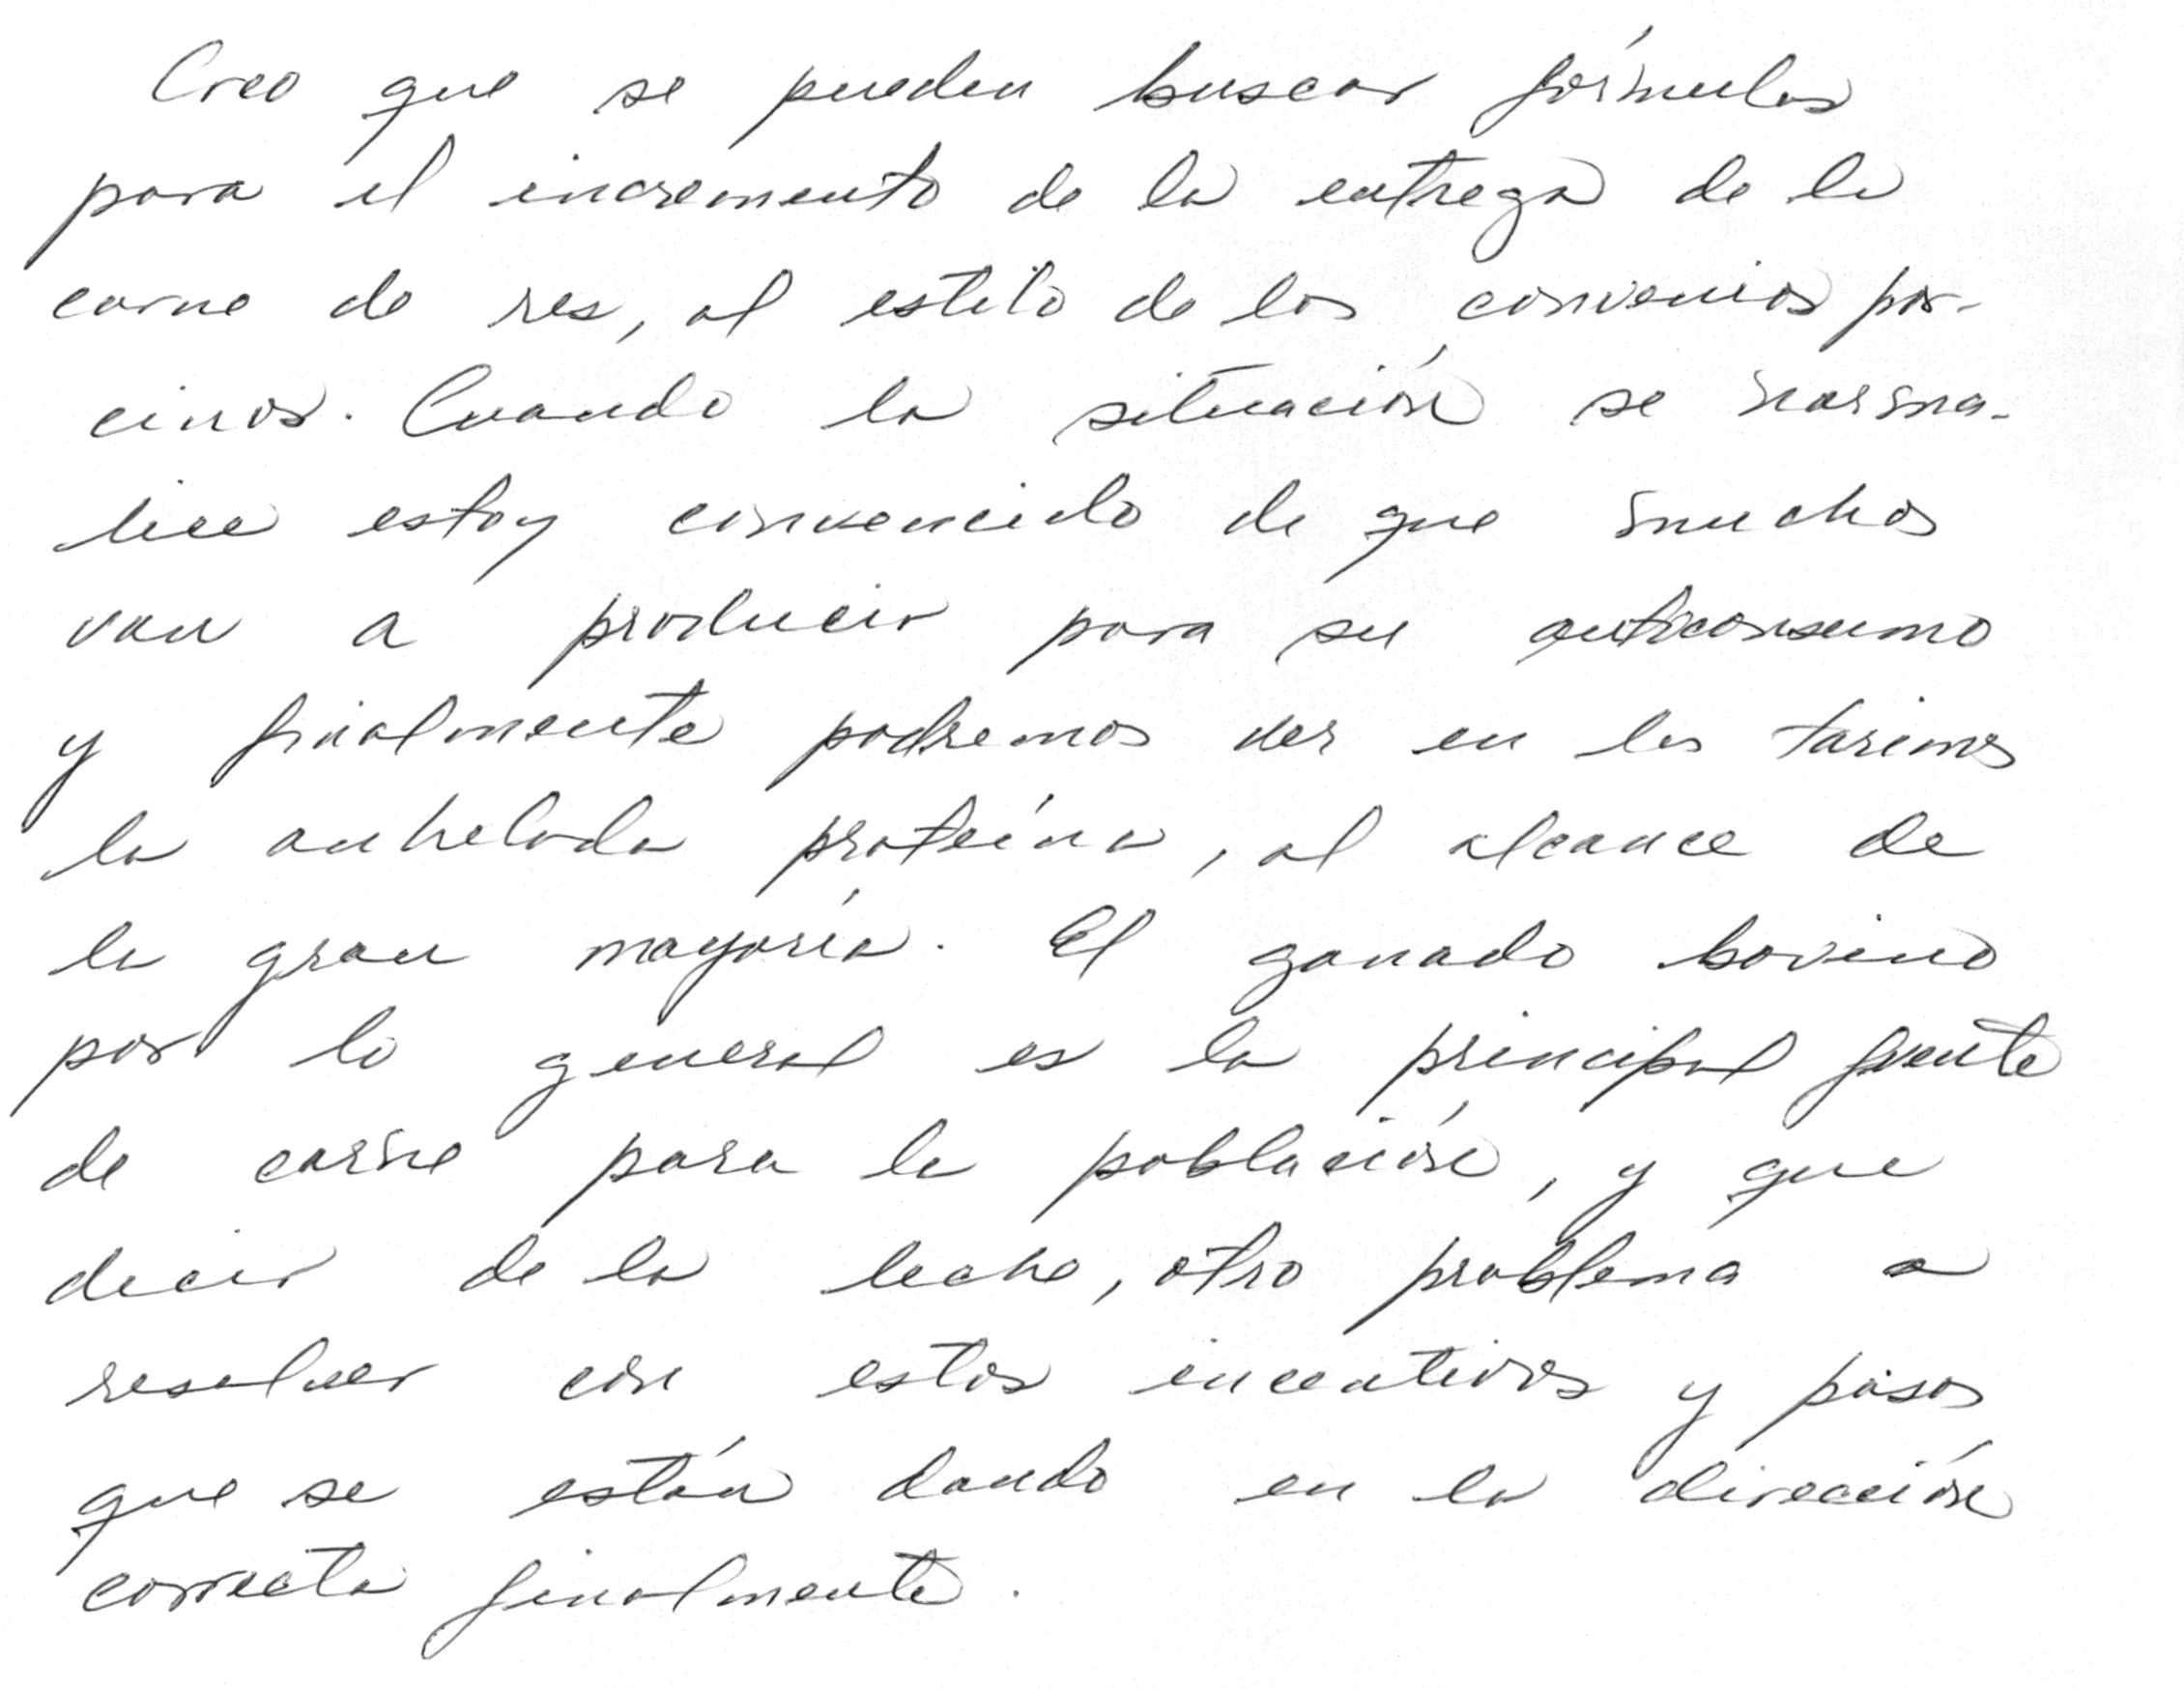 Creo que se pueden buscar fórmulas
para el incremento de la entrega de la
carne de res, al estilo de los convenios por-
cinos. Cuando la situación se norma-
lice estoy convencido de que muchos
van a producir para su autoconsumo
y finalmente podremos ver en las tarimas
la anhelada proteína, al alcance de
la gran mayoría. El ganado bovino
por lo general es la principal fuente
de carne para la población, y que
decir de la leche, otro problema a
resolver con estos incentivos y pasos
que se están dando en la dirección
correcta finalmente.